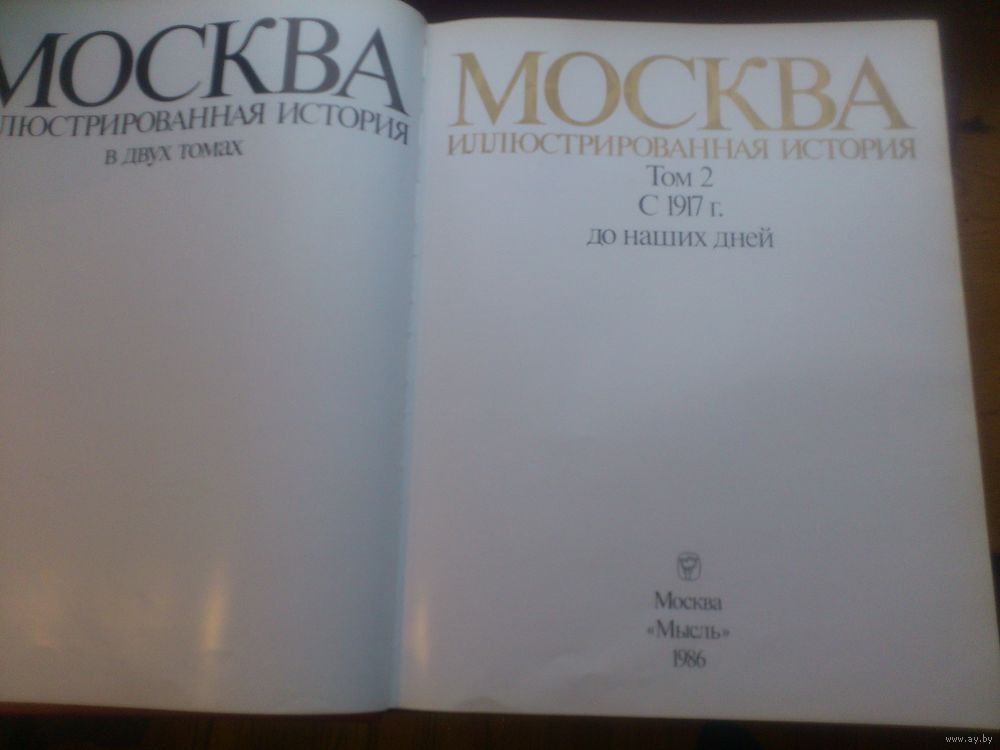 МОСКВА
ЛЮСТРИРОВАННАЯ ИСТОРИЯ
В ДВУХ ТОМАХ
МОСКВА
ИЛЛЮСТРИРОВАННАЯ ИСТОРИЯ
Том 2
С 1917 г.
до наших дней
Москва
«Мысль»
1986
www.ay.by